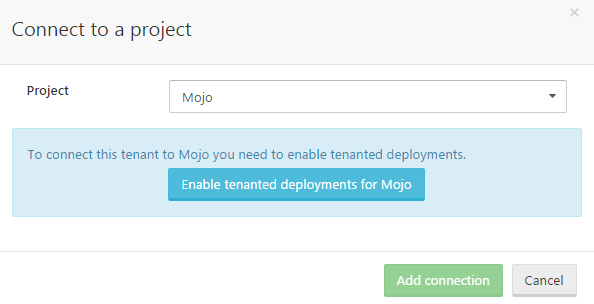 Connect to a project
Project
Mojo
To connect this tenant to Mojo you need to enable tenanted deployments.
Enable tenanted deployments for Mojo
Add connection
Cancel